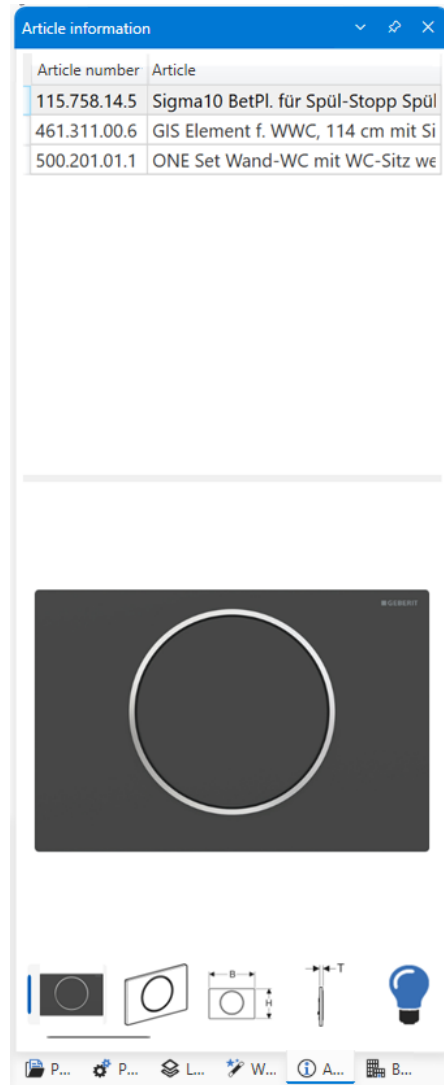 Article information
Article number Article
115.758.14.5 Sigma10 BetPl. für Spül-Stopp Spül
461.311.00.6 GIS Element f. WWC, 114 cm mit Si
500.201.01.1 ONE Set Wand-WC mit WC-Sitz we
GEBERIT
B
H
T
P... P... L... W... A... B...